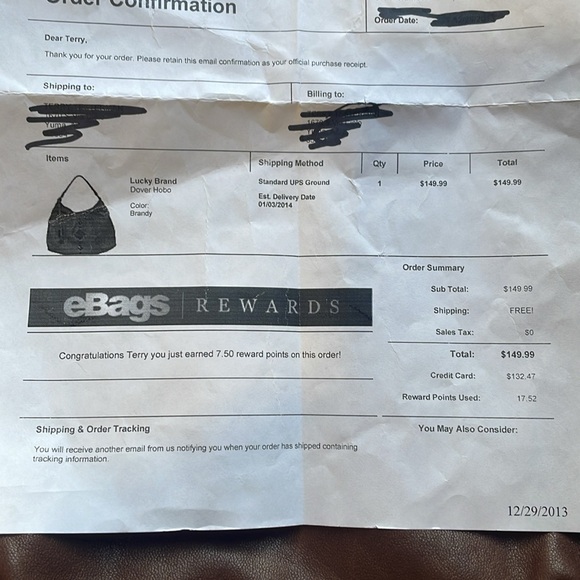 Order Confirmation
Order Date:
Dear Terry,
Thank you for your order. Please retain this email confirmation as your official purchase receipt.
Shipping to:
Billing to:
Items
Shipping Method
Qty
Price
Total
Lucky Brand
Dover Hobo
Color:
Brandy
Standard UPS Ground
Est. Delivery Date
01/03/2014
1
$149.99
$149.99
Order Summary
Sub Total: $149.99
Shipping: FREE!
Sales Tax: $0
Total: $149.99
Credit Card: $132.47
Reward Points Used: 17.52
eBags REWARDS
Congratulations Terry you just earned 7.50 reward points on this order!
Shipping & Order Tracking
You will receive another email from us notifying you when your order has shipped containing
tracking information.
You May Also Consider:
12/29/2013